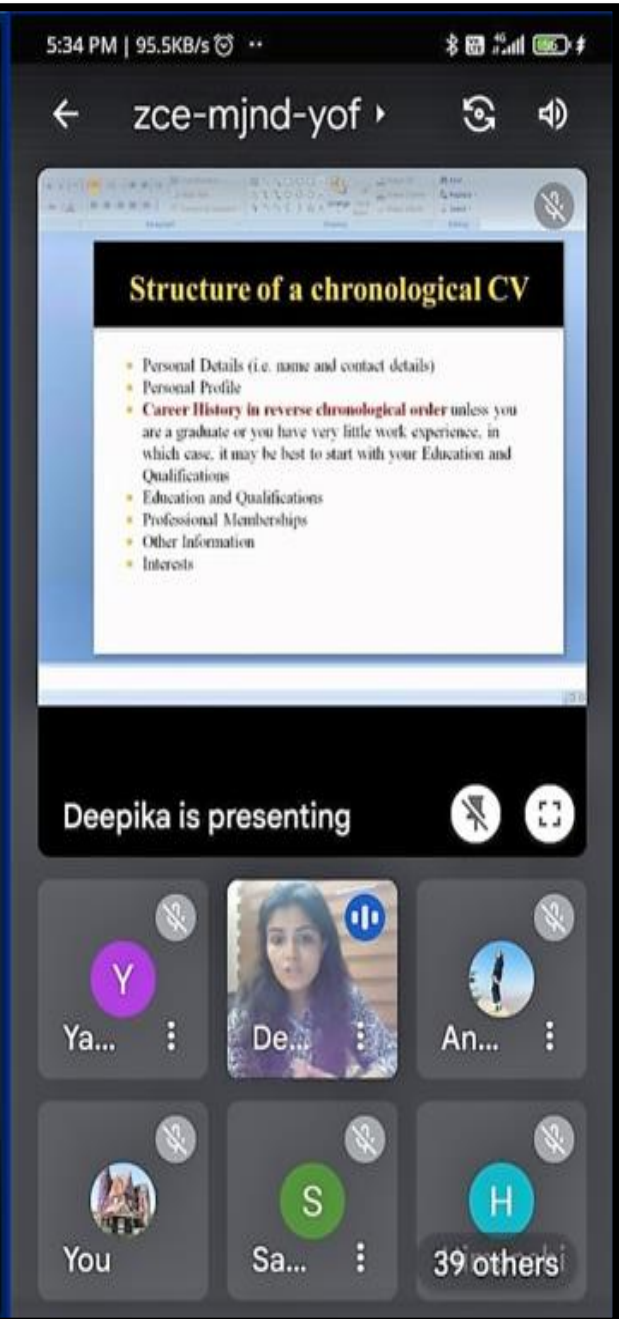 5:34 PM | 95.5KB/s
4G
zce-mjnd-yof
Structure of a chronological CV
Personal Details (i.e. name and contact details)
Personal Profile
Career History in reverse chronological order unless you
are a graduate or you have very little work experience, in
which case, it may be best to start with your Education and
Qualifications
Education and Qualifications
Professional Memberships
Other Information
Interests
Deepika is presenting
Y
Ya...
De...
An...
You
S
Sa...
H
39 others